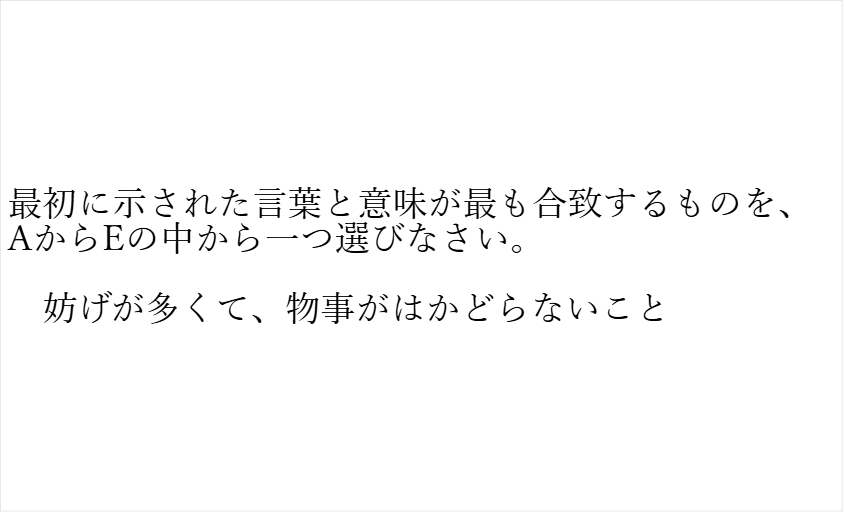 最初に示された言葉と意味が最も合致するものを、
AからEの中から一つ選びなさい。
　妨げが多くて、物事がはかどらないこと